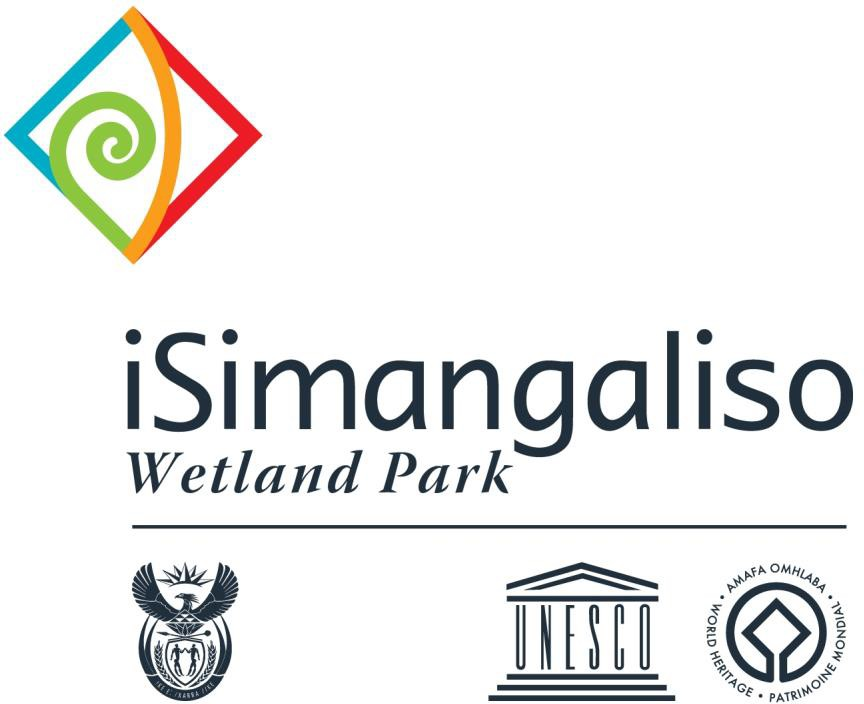 iSimangaliso
Wetland Park
UNESCO
AMAFA OMHLABA •
WORLD HERITAGE •
PATRIMOINE MONDIAL •